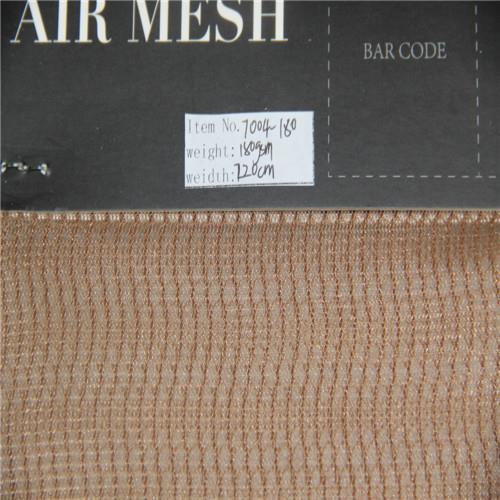 AIR MESH
BAR CODE
Item No. 7004-180
weight: 180gsm
weidth: 220cm